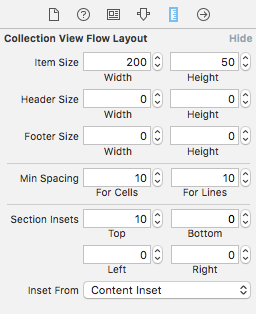 Collection View Flow Layout Hide
Item Size 200 50
Width Height
Header Size 0 0
Width Height
Footer Size 0 0
Width Height
Min Spacing 10 10
For Cells For Lines
Section Insets 10 0
Top Bottom
0 0
Left Right
Inset From Content Inset